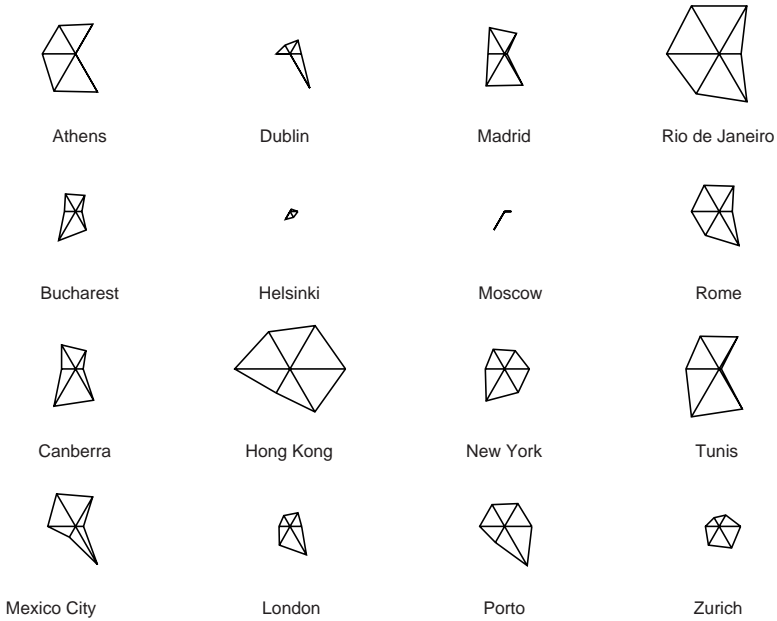 Athens
Dublin
Madrid
Rio de Janeiro
Bucharest
Helsinki
Moscow
Rome
Canberra
Hong Kong
New York
Tunis
Mexico City
London
Porto
Zurich